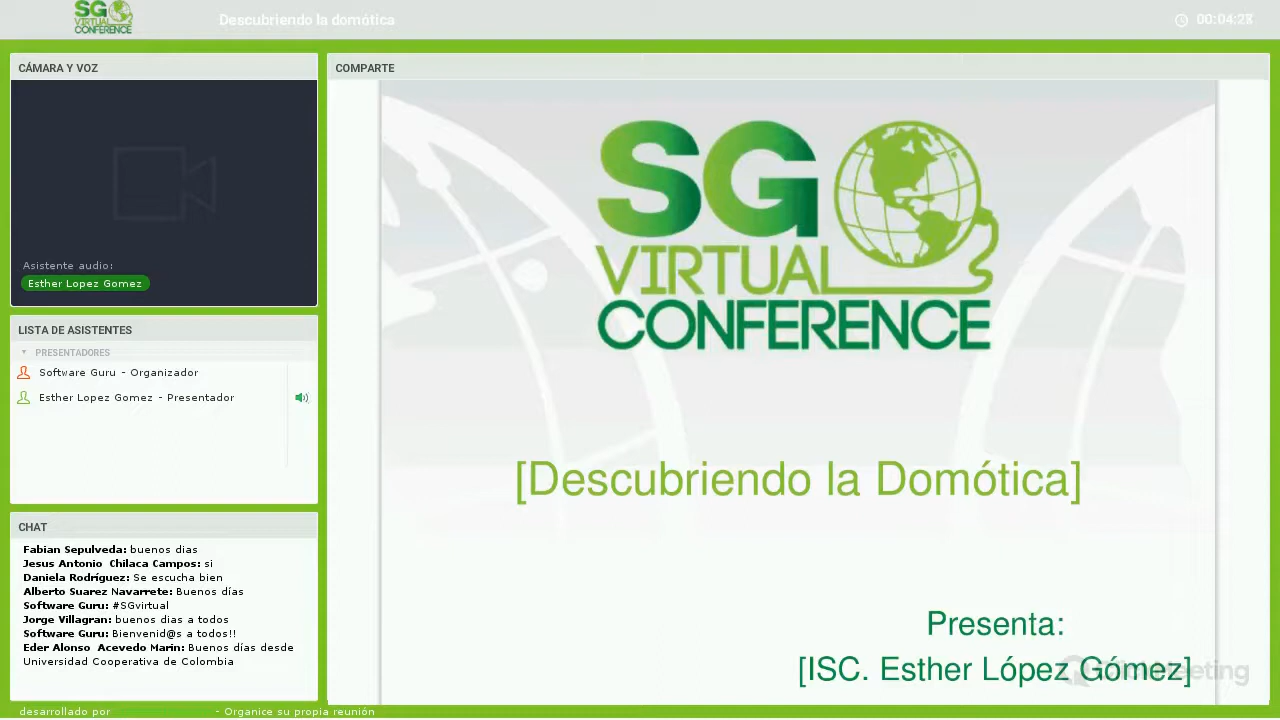 SG
VIRTUAL
CONFERENCE
Descubriendo la domótica
00:04:28
CÁMARA Y VOZ
Asistente audio:
Esther Lopez Gomez
LISTA DE ASISTENTES
PRESENTADORES
Software Guru - Organizador
Esther Lopez Gomez - Presentador
CHAT
Fabian Sepulveda: buenos dias
Jesus Antonio Chilaca Campos: si
Daniela Rodríguez: Se escucha bien
Alberto Suarez Navarrete: Buenos días
Software Guru: #SGvirtual
Jorge Villagran: buenos dias a todos
Software Guru: Bienvenid@s a todos!!
Eder Alonso Acevedo Marin: Buenos días desde
Universidad Cooperativa de Colombia
COMPARTE
SG
VIRTUAL
CONFERENCE
[Descubriendo la Domótica]
Presenta:
[ISC. Esther López Gómez]
desarrollado por - Organice su propia reunión